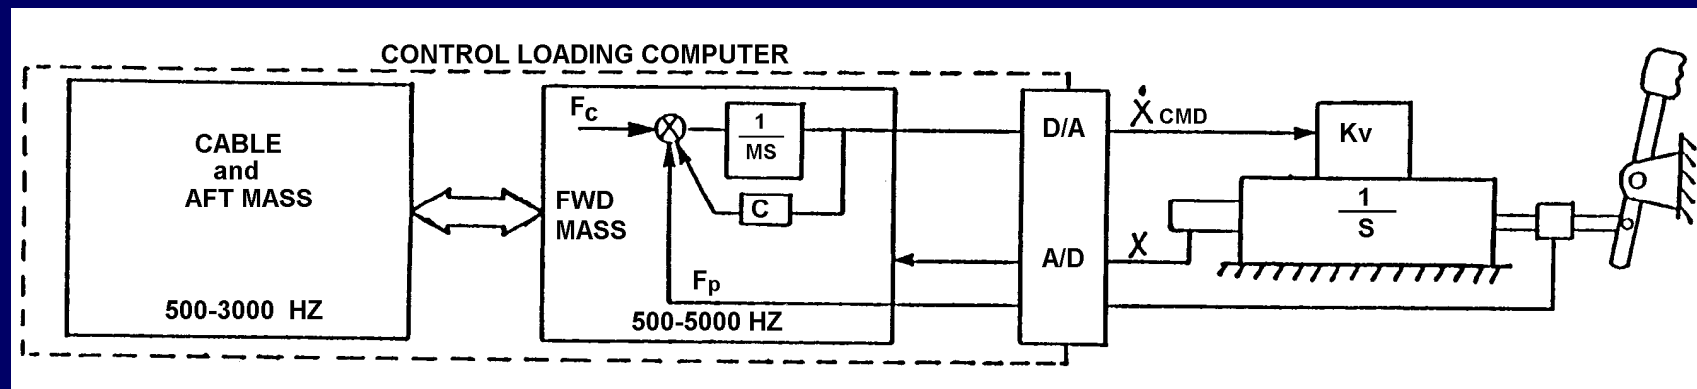 CONTROL LOADING COMPUTER
CABLE
and
AFT MASS
500-3000 HZ
Fc
1
MS
C
FWD
MASS
Fp
500-5000 HZ
D/A
A/D
Ẋ CMD
X
Kv
1
S